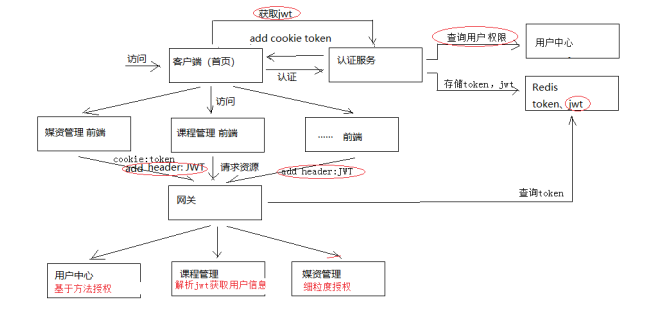 获取jwt
add cookie token
查询用户权限
用户中心
访问
客户端（首页）
认证服务
认证
存储token，jwt
Redis
token、jwt
访问
媒资管理 前端
课程管理 前端
…… 前端
cookie:token
add header:JWT
请求资源
add header:JWT
网关
查询token
用户中心
基于方法授权
课程管理
解析jwt获取用户信息
媒资管理
细粒度授权